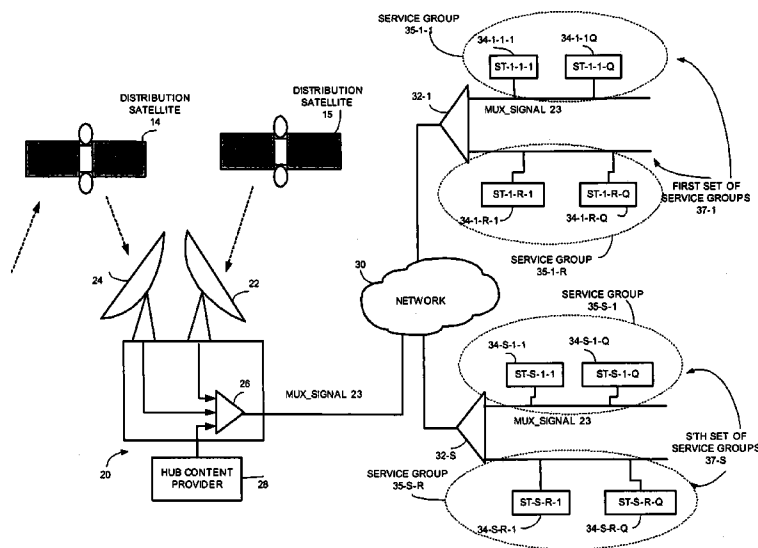 SERVICE GROUP
35-1-1
34-1-1-1
34-1-1Q
ST-1-1-1
ST-1-1-Q
32-1
MUX_SIGNAL 23
DISTRIBUTION
SATELLITE
14
DISTRIBUTION
SATELLITE
15
FIRST SET OF
SERVICE GROUPS
37-1
ST-1-R-1
ST-1-R-Q
34-1-R-1
34-1-R-Q
SERVICE GROUP
35-1-R
24
22
30
NETWORK
SERVICE GROUP
35-S-1
34-S-1-1
34-S-1-Q
ST-S-1-1
ST-S-1-Q
26
MUX_SIGNAL 23
MUX_SIGNAL 23
32-S
S'TH SET OF
SERVICE GROUPS
37-S
20
HUB CONTENT
PROVIDER
28
SERVICE GROUP
35-S-R
ST-S-R-1
ST-S-R-Q
34-S-R-1
34-S-R-Q